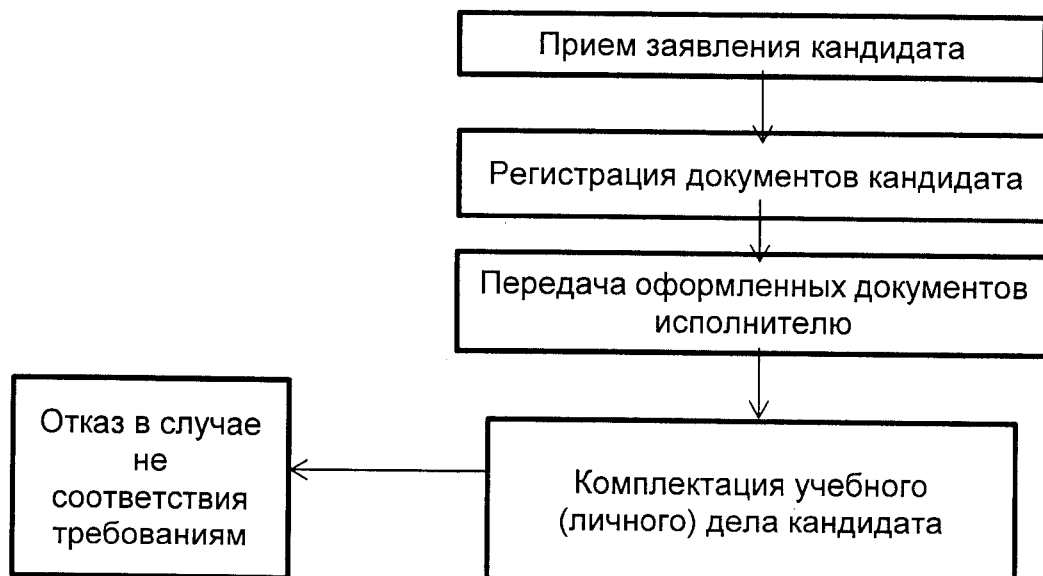 Прием заявления кандидата
Регистрация документов кандидата
Передача оформленных документов
исполнителю
Отказ в случае
не
соответствия
требованиям
Комплектация учебного
(личного) дела кандидата